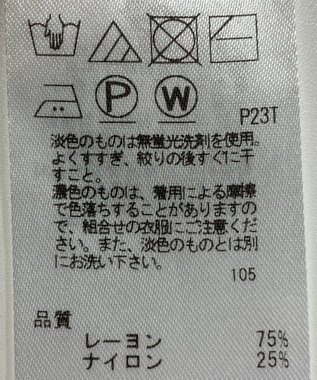 P
W
P23T
淡色のものは無蛍光洗剤を使用。
よくすすぎ、絞りの後すぐに干
すこと。
濃色のものは、着用による摩擦
で色落ちすることがありますの
で、組合せの衣服にご注意くだ
さい。また、淡色のものとは別
にお洗い下さい。
105
品質
レーヨン 75%
ナイロン 25%